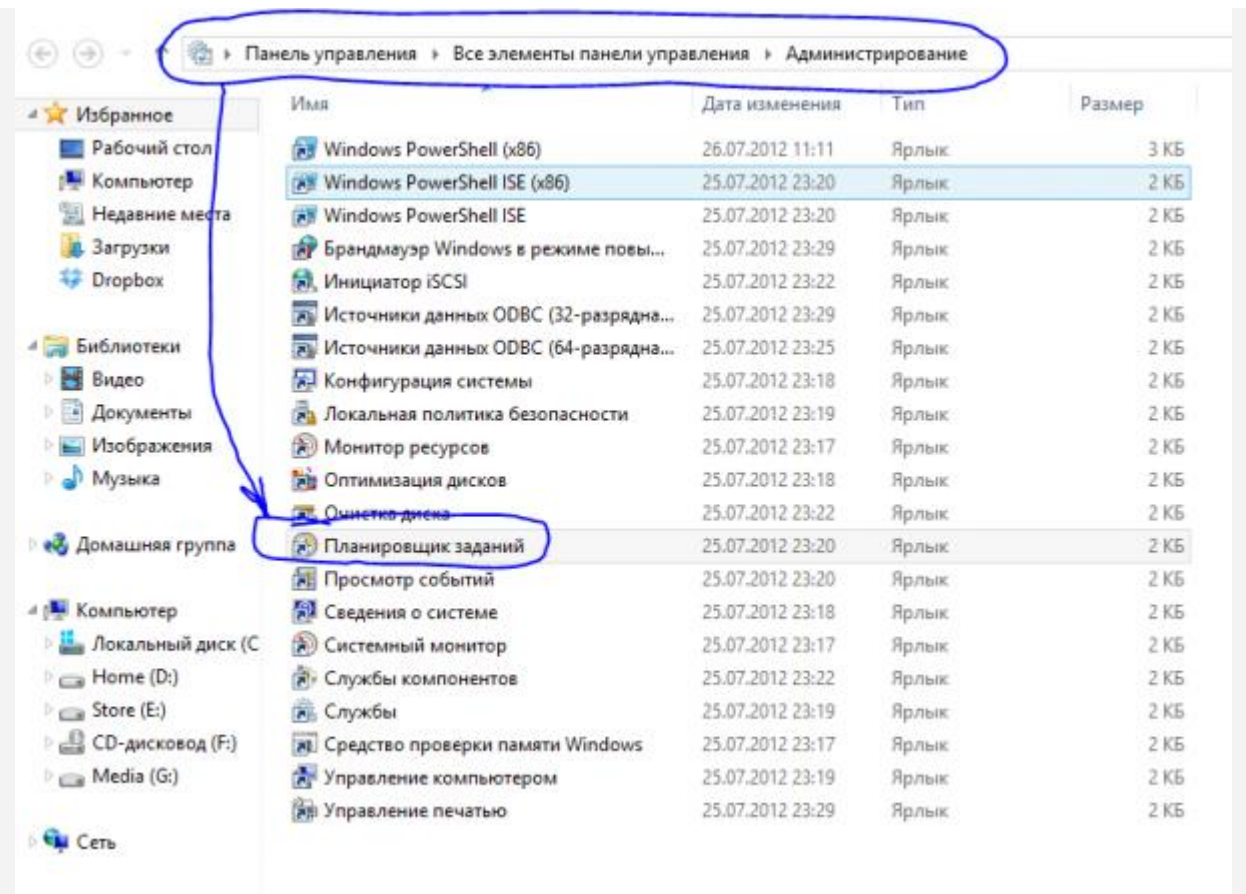 Панель управления ▸ Все элементы панели управления ▸ Администрирование
Имя Дата изменения Тип Размер
Избранное
Рабочий стол
Компьютер
Недавние места
Загрузки
Dropbox
Библиотеки
Видео
Документы
Изображения
Музыка
Домашняя группа
Компьютер
Локальный диск (C
Home (D:)
Store (E:)
CD-дисковод (F:)
Media (G:)
Сеть
Windows PowerShell (x86) 26.07.2012 11:11 Ярлык 3 КБ
Windows PowerShell ISE (x86) 25.07.2012 23:20 Ярлык 2 КБ
Windows PowerShell ISE 25.07.2012 23:20 Ярлык 2 КБ
Брандмауэр Windows в режиме повы... 25.07.2012 23:29 Ярлык 2 КБ
Инициатор iSCSI 25.07.2012 23:22 Ярлык 2 КБ
Источники данных ODBC (32-разрядна... 25.07.2012 23:29 Ярлык 2 КБ
Источники данных ODBC (64-разрядна... 25.07.2012 23:25 Ярлык 2 КБ
Конфигурация системы 25.07.2012 23:18 Ярлык 2 КБ
Локальная политика безопасности 25.07.2012 23:19 Ярлык 2 КБ
Монитор ресурсов 25.07.2012 23:17 Ярлык 2 КБ
Оптимизация дисков 25.07.2012 23:18 Ярлык 2 КБ
Очистка диска 25.07.2012 23:22 Ярлык 2 КБ
Планировщик заданий 25.07.2012 23:20 Ярлык 2 КБ
Просмотр событий 25.07.2012 23:20 Ярлык 2 КБ
Сведения о системе 25.07.2012 23:18 Ярлык 2 КБ
Системный монитор 25.07.2012 23:17 Ярлык 2 КБ
Службы компонентов 25.07.2012 23:22 Ярлык 2 КБ
Службы 25.07.2012 23:19 Ярлык 2 КБ
Средство проверки памяти Windows 25.07.2012 23:17 Ярлык 2 КБ
Управление компьютером 25.07.2012 23:19 Ярлык 2 КБ
Управление печатью 25.07.2012 23:29 Ярлык 2 КБ